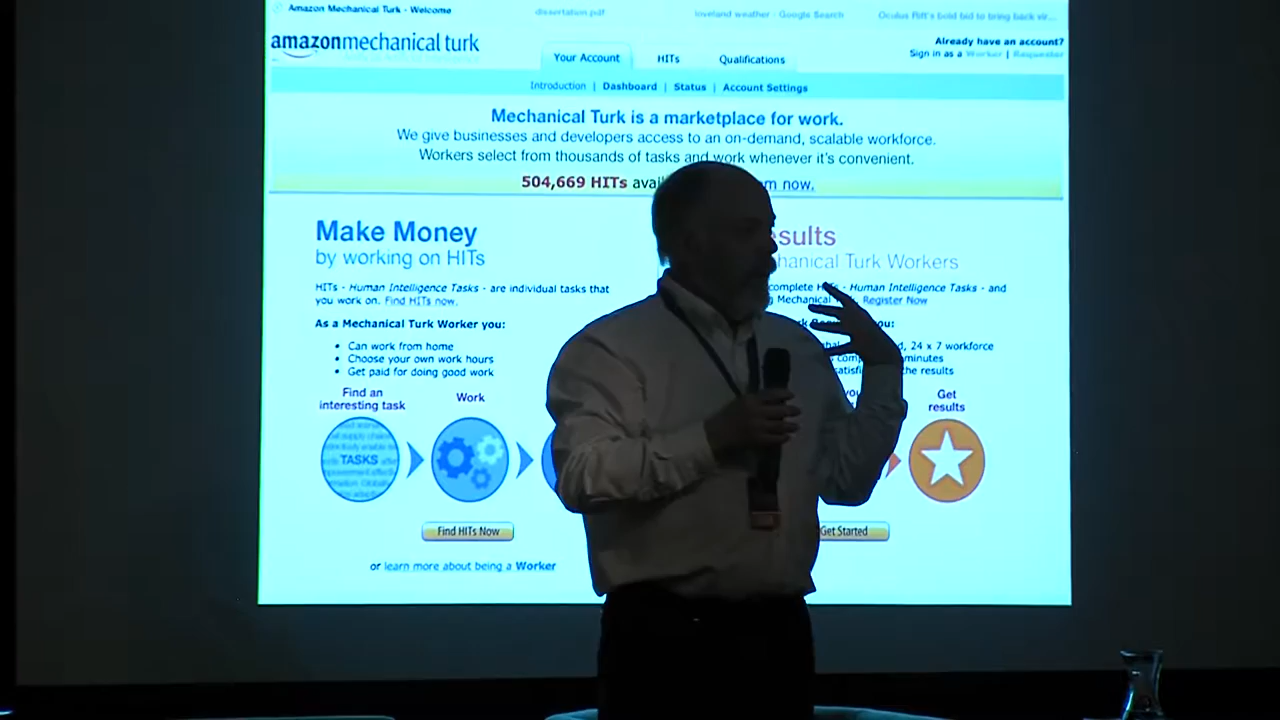 Amazon Mechanical Turk - Welcome
dissertation.pdf
loveland weather - Google Search
Oculus Rift's bold bid to bring back vir...
amazonmechanical turk
Already have an account?
Sign in as a Worker | Requester
Your Account
HITs
Qualifications
Introduction | Dashboard | Status | Account Settings
Mechanical Turk is a marketplace for work.
We give businesses and developers access to an on-demand, scalable workforce.
Workers select from thousands of tasks and work whenever it's convenient.
504,669 HITs now.
Make Money
by working on HITs
Turk Workers
HITs - Human Intelligence Tasks - are individual tasks that
you work on. Find HITs now.
- Human Intelligence Tasks - and
Register Now
As a Mechanical Turk Worker you:
Can work from home
Choose your own work hours
Get paid for doing good work
24 x 7 workforce
minutes
the results
Find an
interesting task
Work
Get
results
TASKS
Find HITs Now
Get Started
or learn more about being a Worker